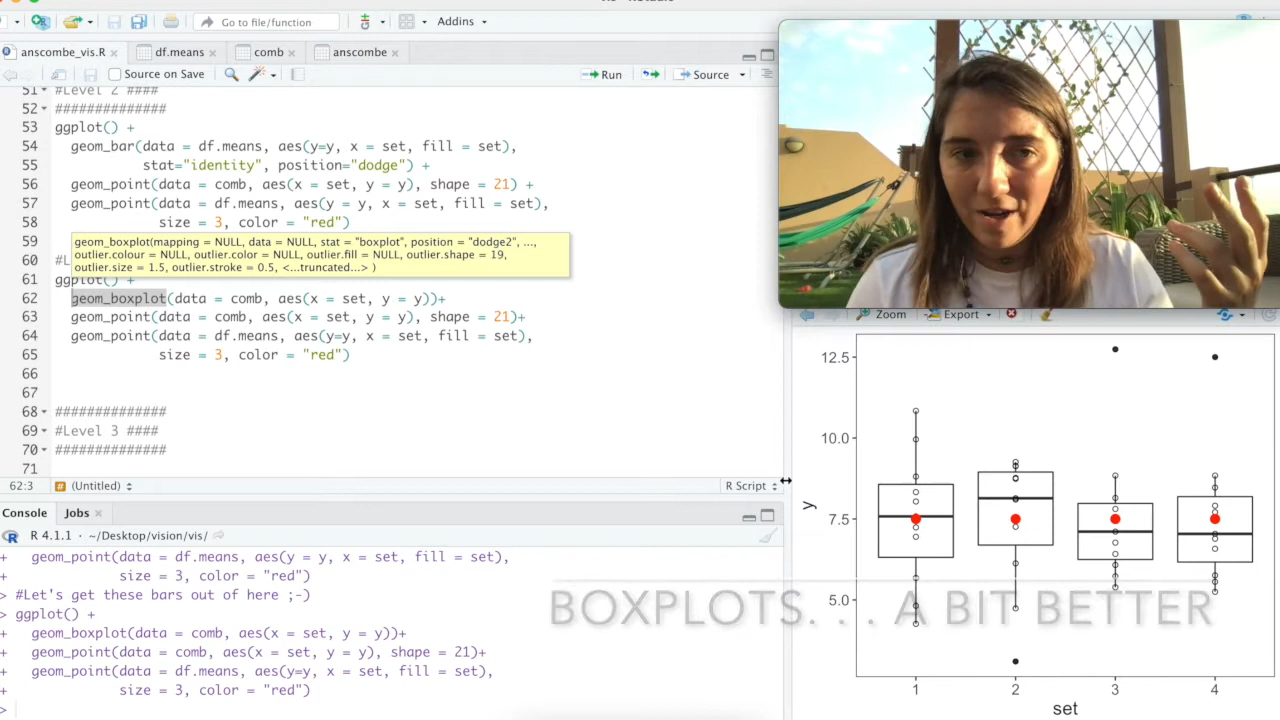 Go to file/function
Addins
anscombe_vis.R
df.means
comb
anscombe
Source on Save
Run
Source
51 #Level 2 ####
52 ##############
53 ggplot() +
54 geom_bar(data = df.means, aes(y=y, x = set, fill = set),
55 stat="identity", position="dodge") +
56 geom_point(data = comb, aes(x = set, y = y), shape = 21) +
57 geom_point(data = df.means, aes(y = y, x = set, fill = set),
58 size = 3, color = "red")
59
geom_boxplot(mapping = NULL, data = NULL, stat = "boxplot", position = "dodge2", ...,
outlier.colour = NULL, outlier.color = NULL, outlier.fill = NULL, outlier.shape = 19,
outlier.size = 1.5, outlier.stroke = 0.5, <...truncated...> )
60 #L
61 ggplot() +
62 geom_boxplot(data = comb, aes(x = set, y = y))+
63 geom_point(data = comb, aes(x = set, y = y), shape = 21)+
64 geom_point(data = df.means, aes(y=y, x = set, fill = set),
65 size = 3, color = "red")
66
67
68 ##############
69 #Level 3 ####
70 ##############
71
62:3
(Untitled)
R Script
Console
Jobs
R 4.1.1 · ~/Desktop/vision/vis/
+ geom_point(data = df.means, aes(y = y, x = set, fill = set),
+ size = 3, color = "red")
> #Let's get these bars out of here ;-)
> ggplot() +
+ geom_boxplot(data = comb, aes(x = set, y = y))+
+ geom_point(data = comb, aes(x = set, y = y), shape = 21)+
+ geom_point(data = df.means, aes(y=y, x = set, fill = set),
+ size = 3, color = "red")
>
Zoom
Export
12.5
10.0
7.5
5.0
y
1 2 3 4
set
BOXPLOTS. . . A BIT BETTER